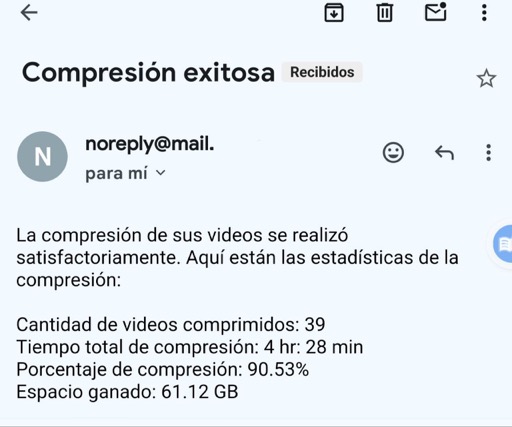 Compresión exitosa Recibidos
N
noreply@mail.
para mí
La compresión de sus videos se realizó
satisfactoriamente. Aquí están las estadísticas de la
compresión:
Cantidad de videos comprimidos: 39
Tiempo total de compresión: 4 hr: 28 min
Porcentaje de compresión: 90.53%
Espacio ganado: 61.12 GB